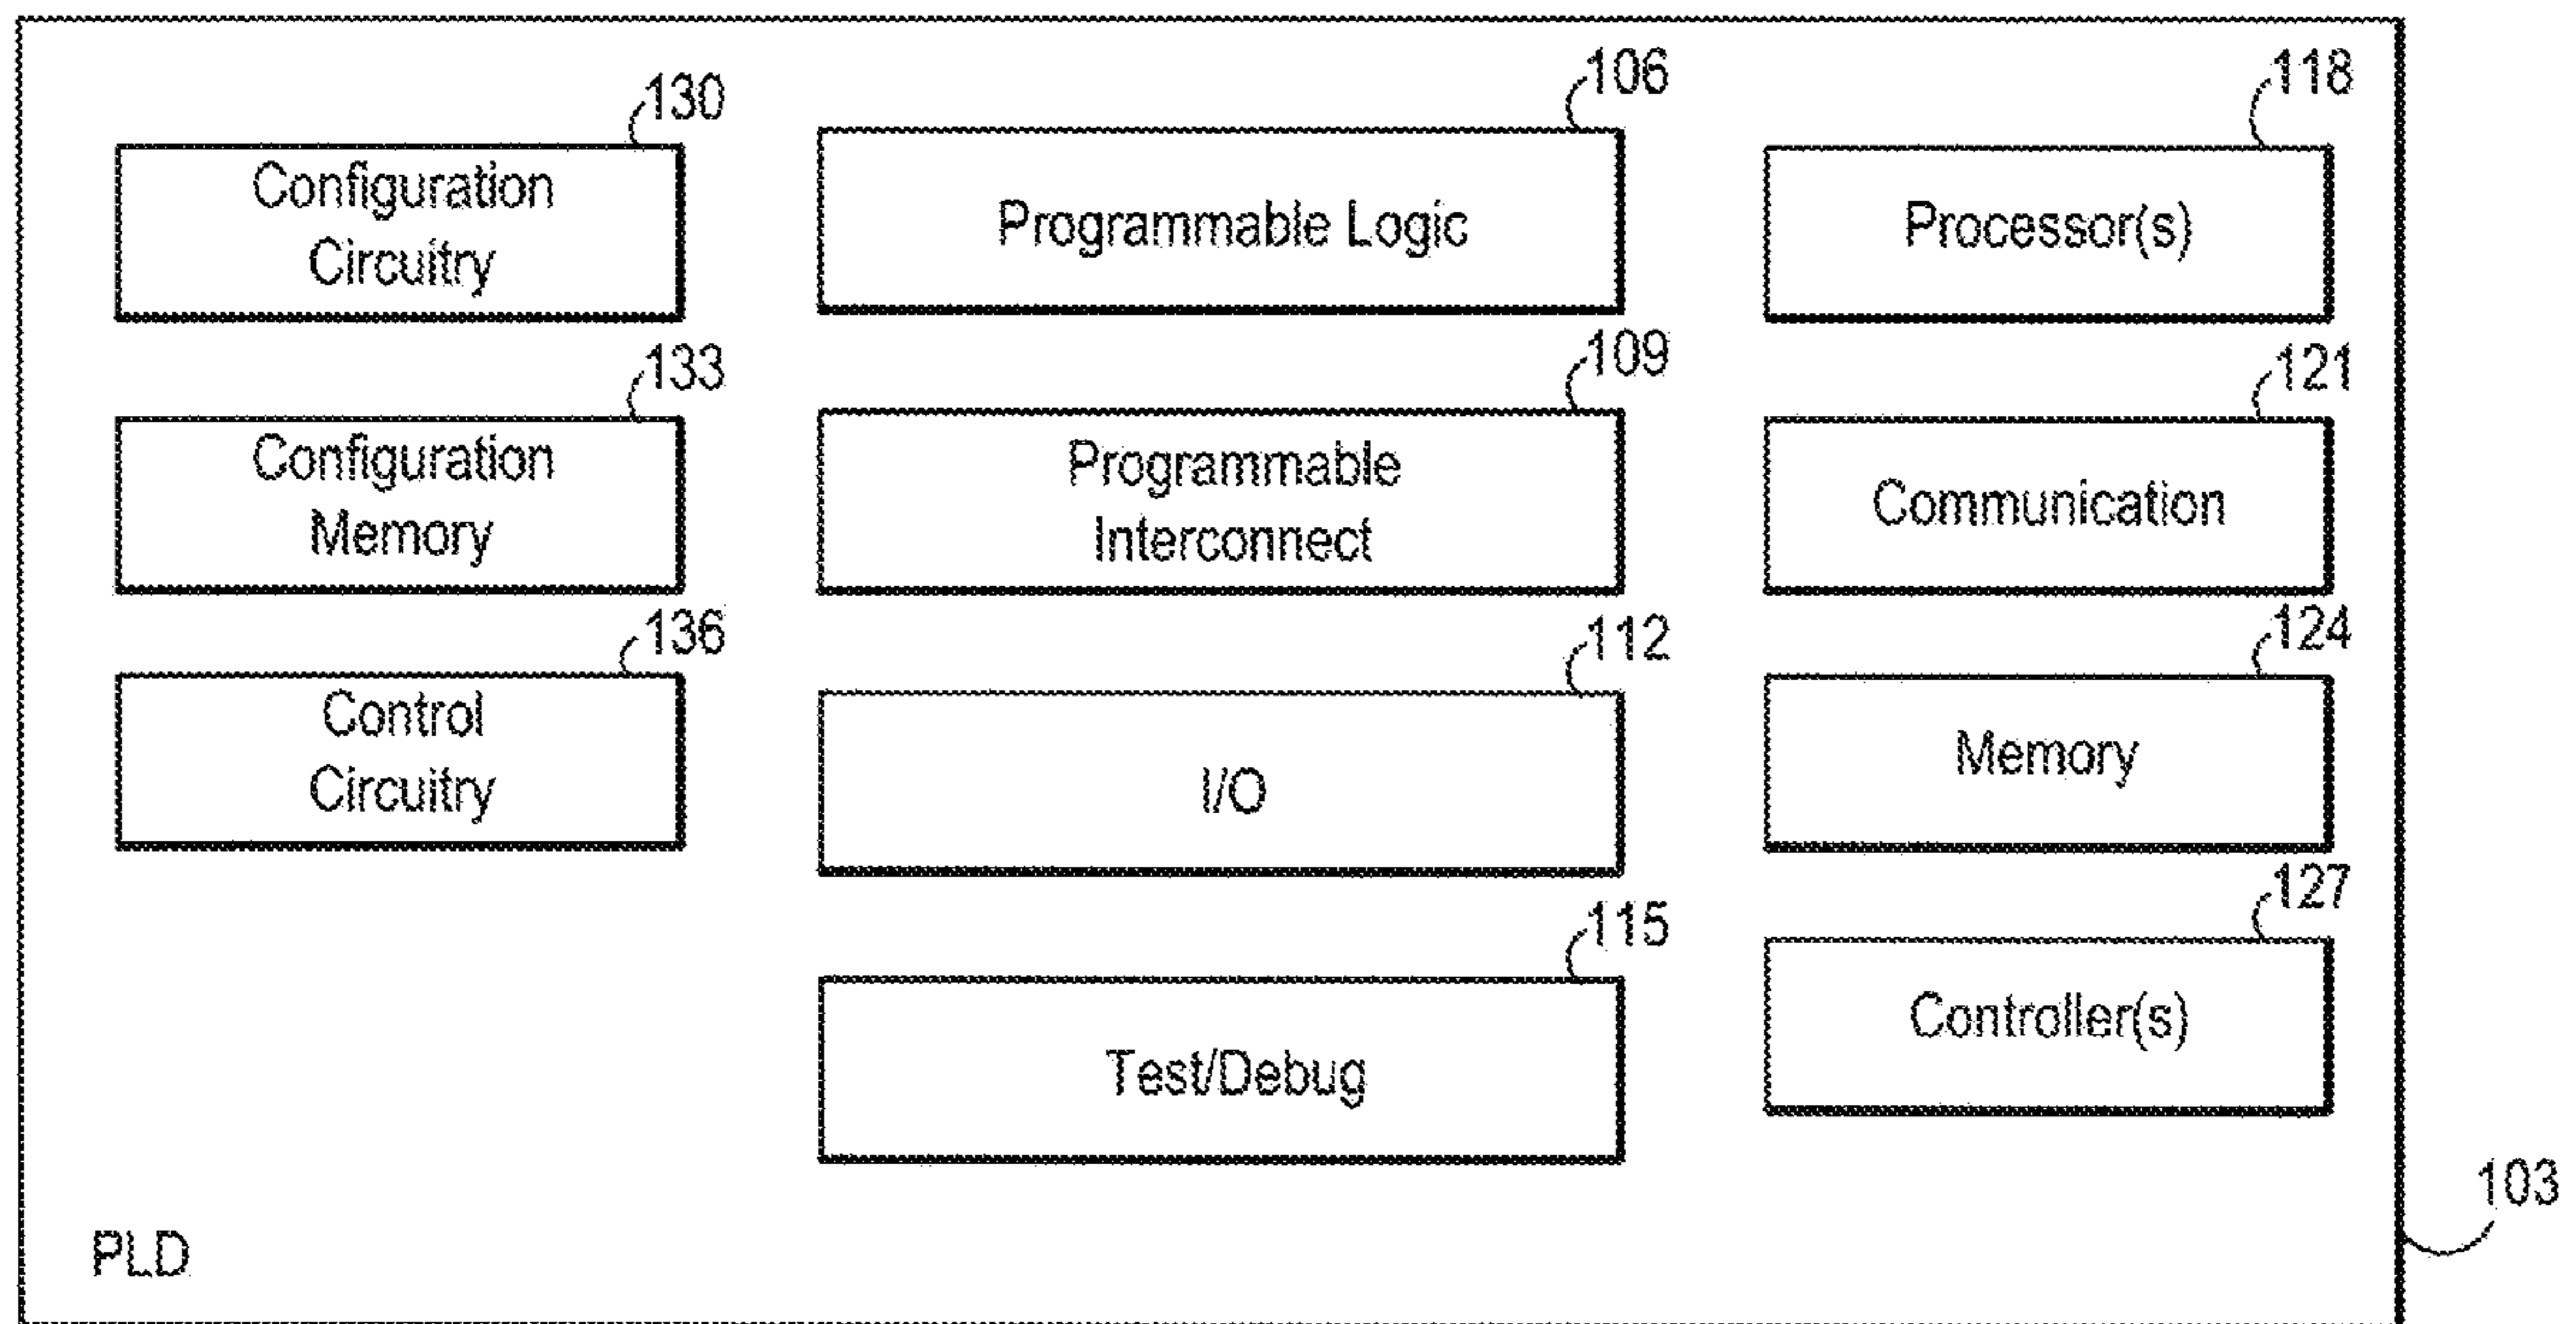 130
Configuration
Circuitry
133
Configuration
Memory
136
Control
Circuitry
106
Programmable Logic
109
Programmable
Interconnect
112
I/O
115
Test/Debug
118
Processor(s)
121
Communication
124
Memory
127
Controller(s)
103
PLD